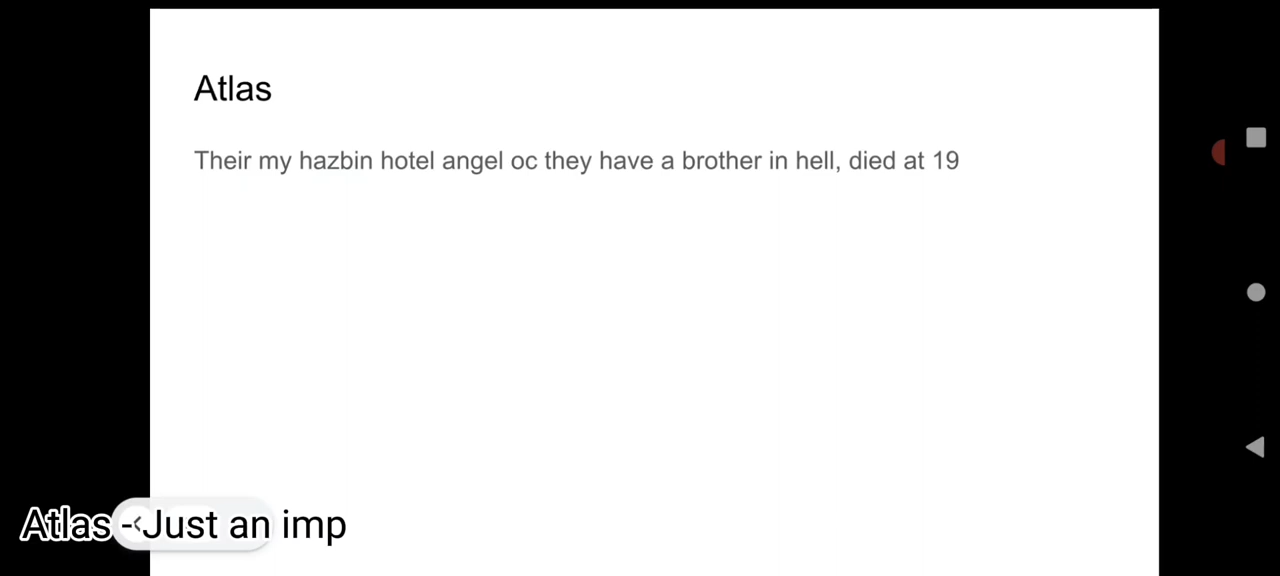 Atlas
Their my hazbin hotel angel oc they have a brother in hell, died at 19
Atlas - Just an imp